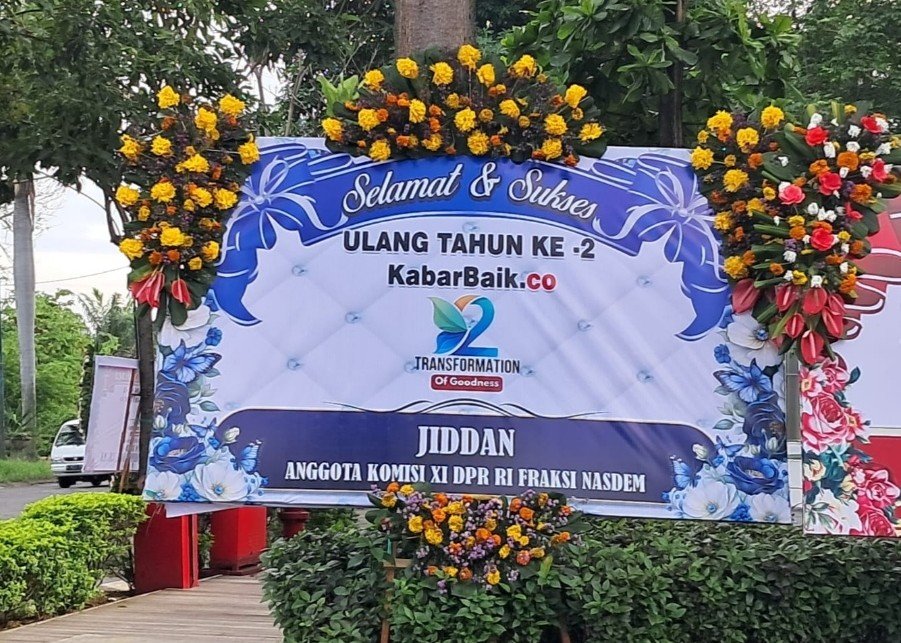 Selamat & Sukses
ULANG TAHUN KE -2
KabarBaik.co
2
TRANSFORMATION
Of Goodness
JIDDAN
ANGGOTA KOMISI XI DPR RI FRAKSI NASDEM